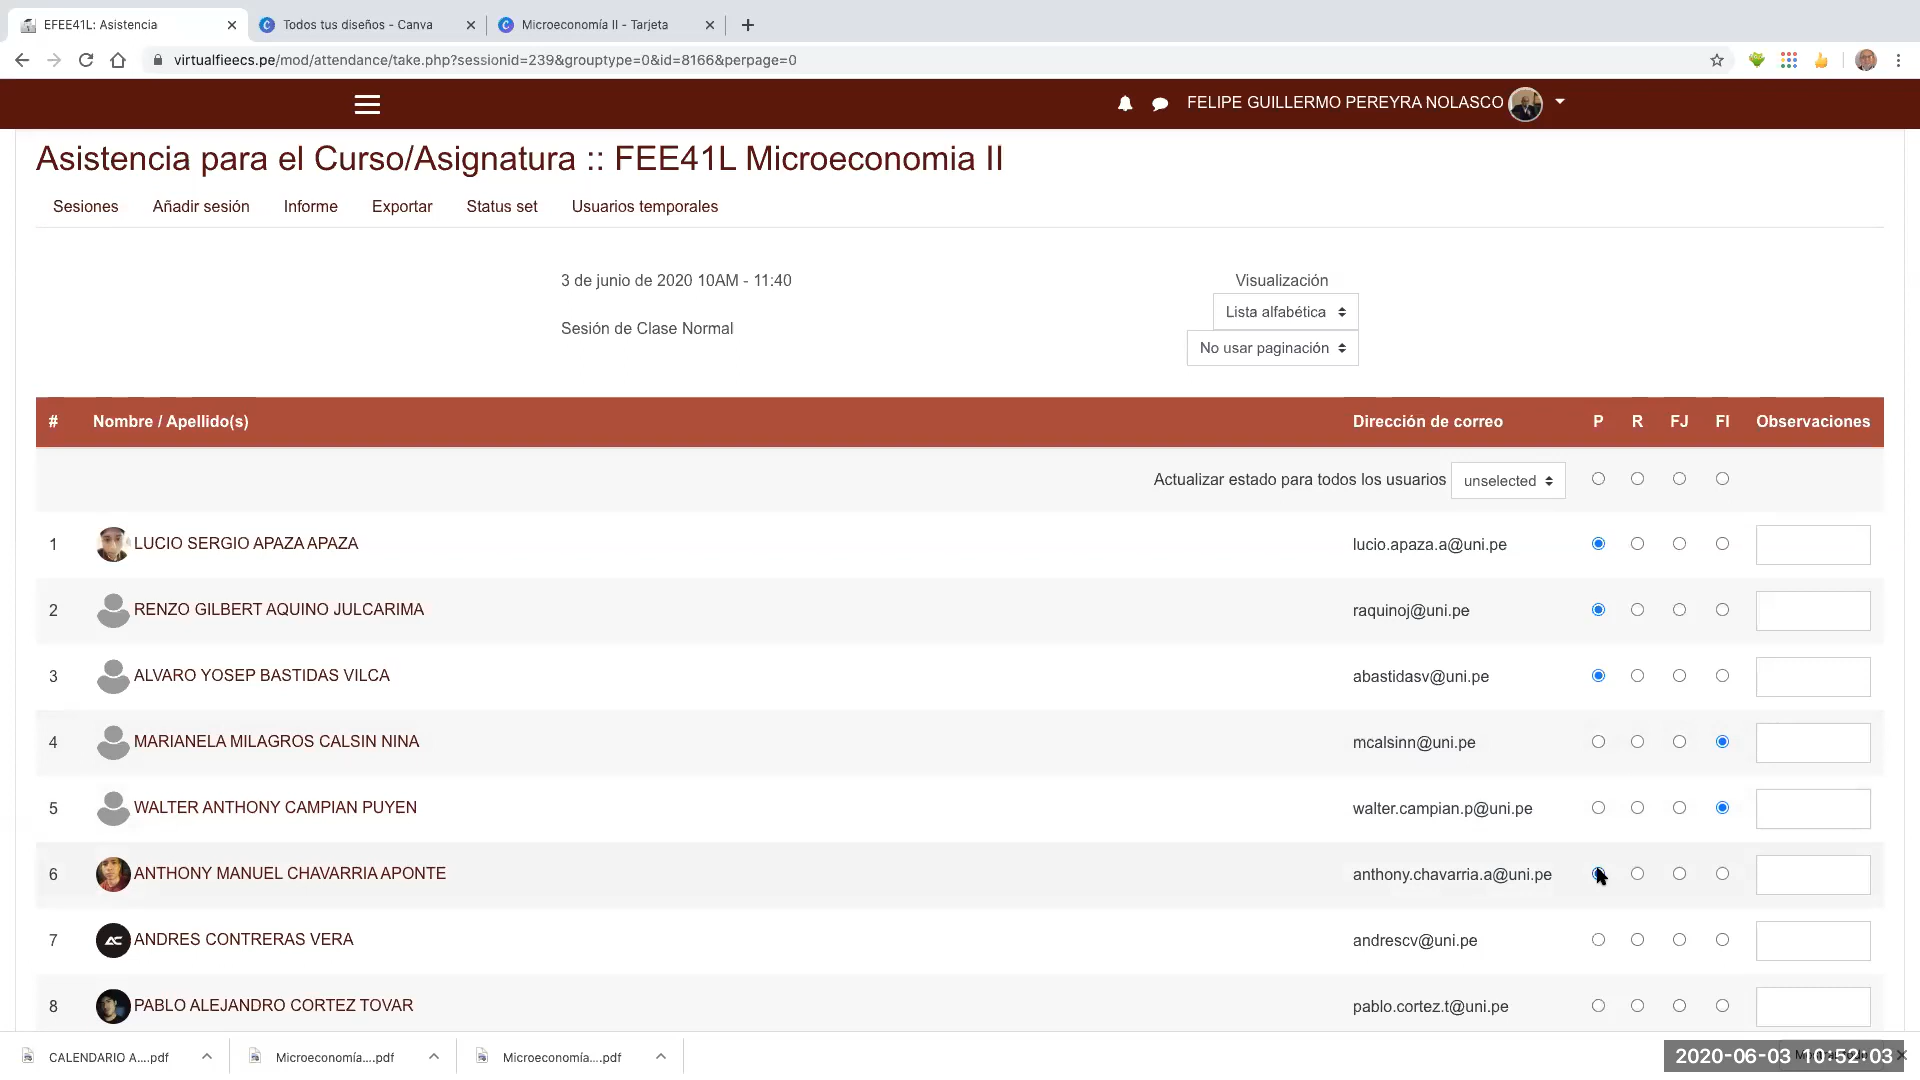 EFEE41L: Asistencia
Todos tus diseños - Canva
Microeconomía II - Tarjeta
virtualfieecs.pe/mod/attendance/take.php?sessionid=239&grouptype=0&id=8166&perpage=0
FELIPE GUILLERMO PEREYRA NOLASCO
Asistencia para el Curso/Asignatura :: FEE41L Microeconomia II
Sesiones Añadir sesión Informe Exportar Status set Usuarios temporales
3 de junio de 2020 10AM - 11:40
Visualización
Lista alfabética
Sesión de Clase Normal
No usar paginación
# Nombre / Apellido(s) Dirección de correo P R FJ FI Observaciones
Actualizar estado para todos los usuarios unselected
1 LUCIO SERGIO APAZA APAZA lucio.apaza.a@uni.pe
2 RENZO GILBERT AQUINO JULCARIMA raquinoj@uni.pe
3 ALVARO YOSEP BASTIDAS VILCA abastidasv@uni.pe
4 MARIANELA MILAGROS CALSIN NINA mcalsinn@uni.pe
5 WALTER ANTHONY CAMPIAN PUYEN walter.campian.p@uni.pe
6 ANTHONY MANUEL CHAVARRIA APONTE anthony.chavarria.a@uni.pe
7 AC ANDRES CONTRERAS VERA andrescv@uni.pe
8 PABLO ALEJANDRO CORTEZ TOVAR pablo.cortez.t@uni.pe
CALENDARIO A....pdf
Microeconomía....pdf
Microeconomía....pdf
2020-06-03 10:52:03